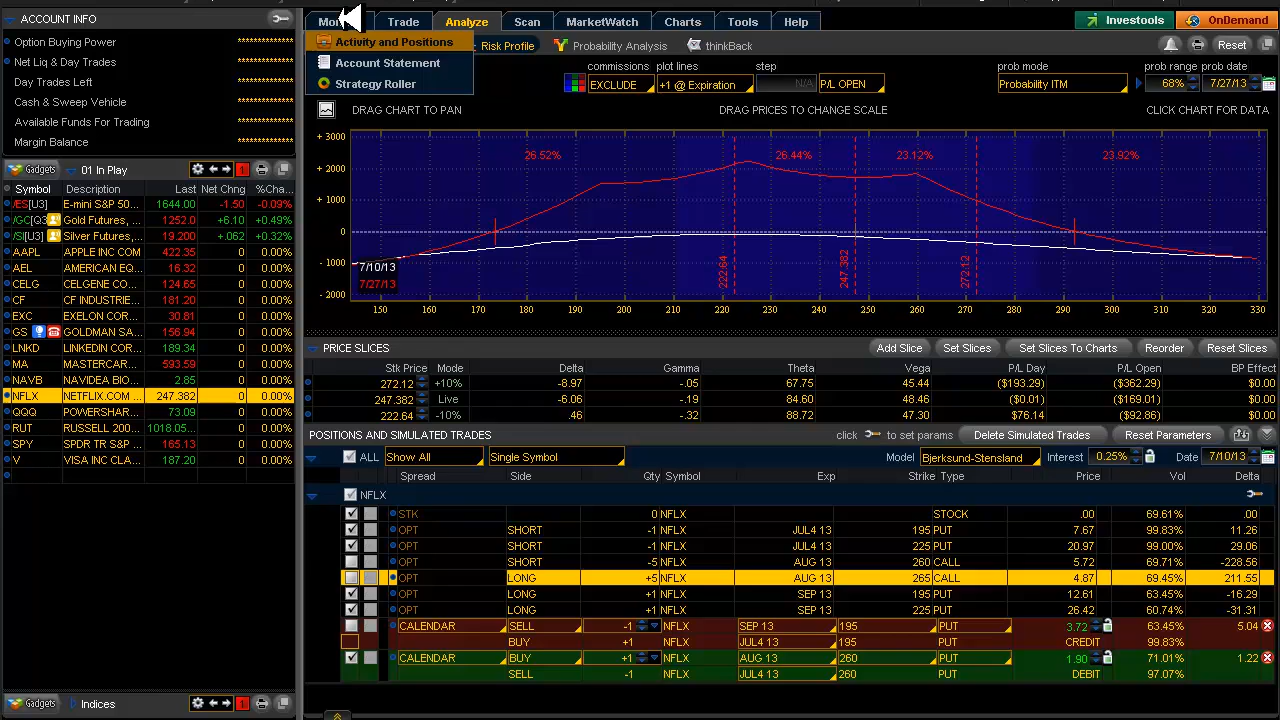 ACCOUNT INFO
Option Buying Power **************
Net Liq & Day Trades **************
Day Trades Left **************
Cash & Sweep Vehicle **************
Available Funds For Trading **************
Margin Balance **************
Gadgets 01 In Play 1
Symbol Description Last Net Chng %Cha...
/ES[U3] E-mini S&P 50... 1644.00 -1.50 -0.09%
/GC[Q3 Gold Futures,... 1252.0 +6.10 +0.49%
/SI[U3] Silver Futures,... 19.200 +.062 +0.32%
AAPL APPLE INC COM 422.35 0 0.00%
AEL AMERICAN EQ... 16.32 0 0.00%
CELG CELGENE CO... 124.65 0 0.00%
CF CF INDUSTRIE... 181.20 0 0.00%
EXC EXELON COR... 30.81 0 0.00%
GS GOLDMAN SA... 156.94 0 0.00%
LNKD LINKEDIN COR... 189.34 0 0.00%
MA MASTERCAR... 593.59 0 0.00%
NAVB NAVIDEA BIO... 2.85 0 0.00%
NFLX NETFLIX.COM ... 247.382 0 0.00%
QQQ POWERSHAR... 73.09 0 0.00%
RUT RUSSELL 200... 1018.05... 0 0.00%
SPY SPDR TR S&P ... 165.13 0 0.00%
V VISA INC CLA... 187.20 0 0.00%
Gadgets Indices 1
Mon Trade Analyze Scan MarketWatch Charts Tools Help Investools OnDemand
Activity and Positions
Account Statement
Strategy Roller
Risk Profile Probability Analysis thinkBack Reset
commissions plot lines step prob mode prob range prob date
EXCLUDE +1 @ Expiration N/A P/L OPEN Probability ITM 68% 7/27/13
DRAG CHART TO PAN DRAG PRICES TO CHANGE SCALE CLICK CHART FOR DATA
+ 3000
+ 2000
+ 1000
0
- 1000
- 2000
26.52% 26.44% 23.12% 23.92%
222.64 247.382 272.12
7/10/13
7/27/13
150 160 170 180 190 200 210 220 230 240 250 260 270 280 290 300 310 320 330
PRICE SLICES Add Slice Set Slices Set Slices To Charts Reorder Reset Slices
Stk Price Mode Delta Gamma Theta Vega P/L Day P/L Open BP Effect
272.12 +10% -8.97 -.05 67.75 45.44 ($193.29) ($362.29) $0.00
247.382 Live -6.06 -.19 84.60 48.46 ($0.01) ($169.01) $0.00
222.64 -10% .46 -.32 88.72 47.30 $76.14 ($92.86) $0.00
POSITIONS AND SIMULATED TRADES click to set params Delete Simulated Trades Reset Parameters
ALL Show All Single Symbol Model Bjerksund-Stensland Interest 0.25% Date 7/10/13
Spread Side Qty Symbol Exp Strike Type Price Vol Delta
NFLX
STK 0 NFLX STOCK .00 69.61% .00
OPT SHORT -1 NFLX JUL4 13 195 PUT 7.67 99.83% 11.26
OPT SHORT -1 NFLX JUL4 13 225 PUT 20.97 99.00% 29.06
OPT SHORT -5 NFLX AUG 13 260 CALL 5.72 69.71% -228.56
OPT LONG +5 NFLX AUG 13 265 CALL 4.87 69.45% 211.55
OPT LONG +1 NFLX SEP 13 195 PUT 12.61 63.45% -16.29
OPT LONG +1 NFLX SEP 13 225 PUT 26.42 60.74% -31.31
CALENDAR SELL -1 NFLX SEP 13 195 PUT 3.72 63.45% 5.04
BUY +1 NFLX JUL4 13 195 PUT CREDIT 99.83%
CALENDAR BUY +1 NFLX AUG 13 260 PUT 1.90 71.01% 1.22
SELL -1 NFLX JUL4 13 260 PUT DEBIT 97.07%